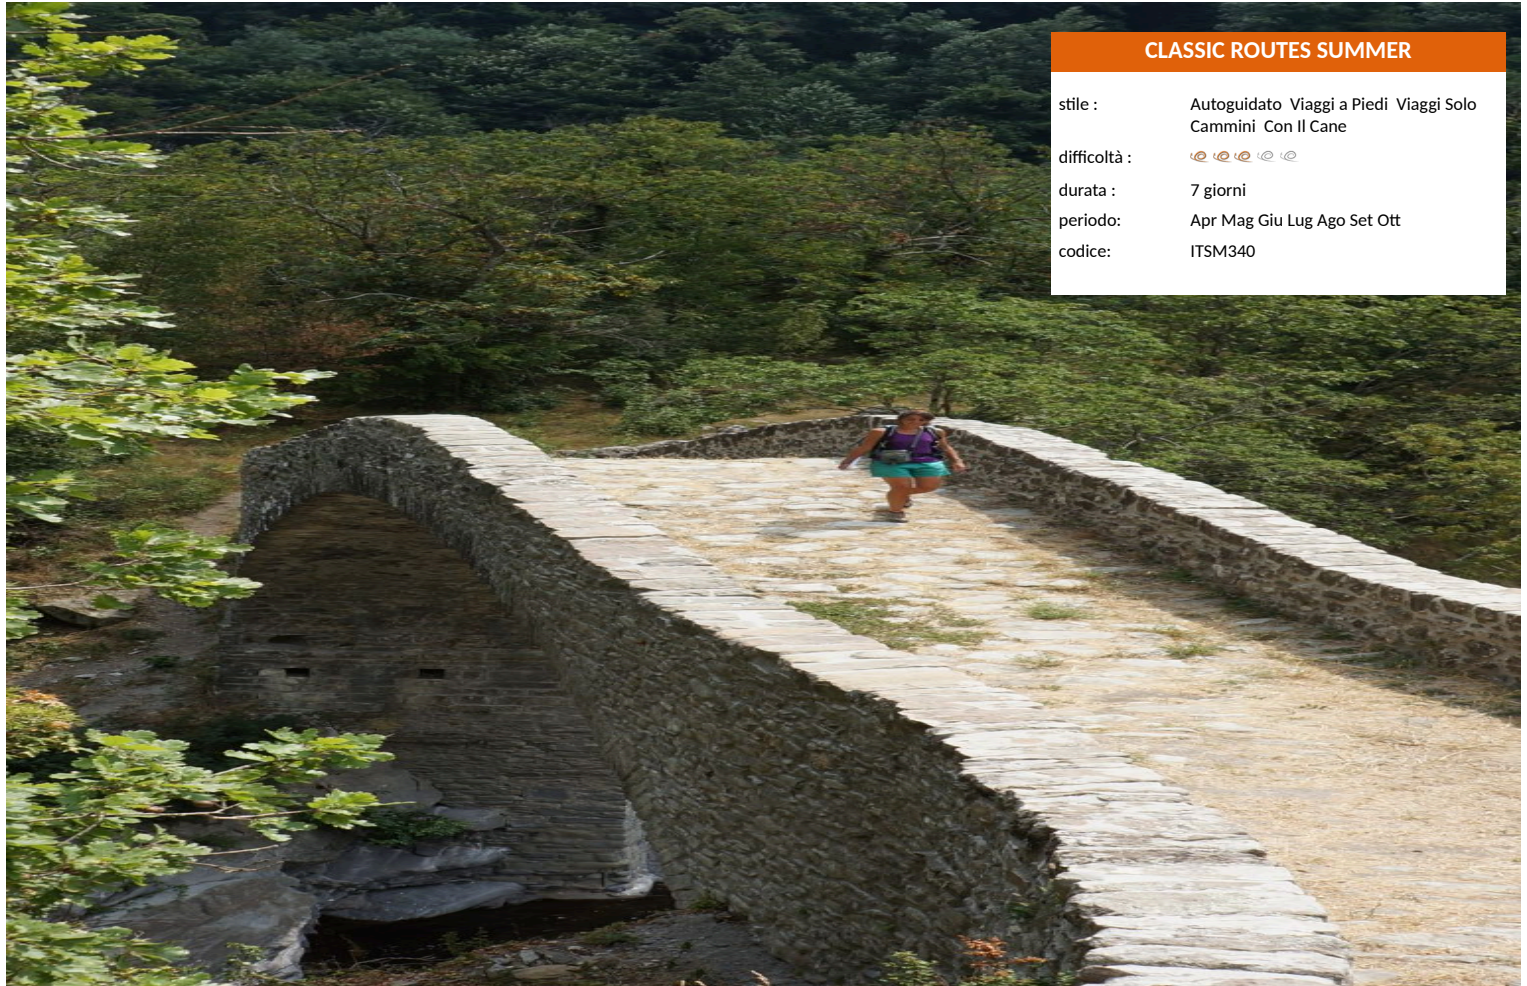 CLASSIC ROUTES SUMMER
stile : Autoguidato Viaggi a Piedi Viaggi Solo
Cammini Con Il Cane
difficoltà :
durata : 7 giorni
periodo: Apr Mag Giu Lug Ago Set Ott
codice: ITSM340